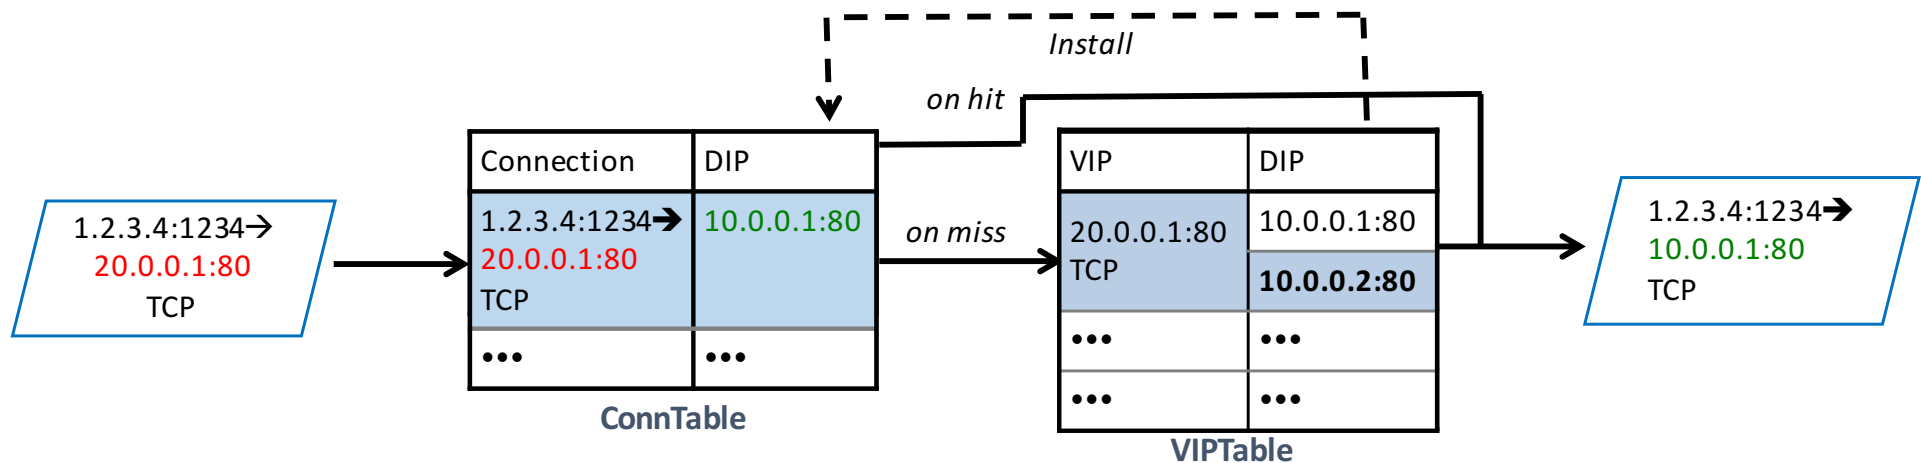 Install
on hit
1.2.3.4:1234→
20.0.0.1:80
TCP
Connection
DIP
1.2.3.4:1234➔
20.0.0.1:80
TCP
10.0.0.1:80
•••
•••
ConnTable
on miss
VIP
DIP
20.0.0.1:80
TCP
10.0.0.1:80
10.0.0.2:80
•••
•••
•••
•••
VIPTable
1.2.3.4:1234➔
10.0.0.1:80
TCP